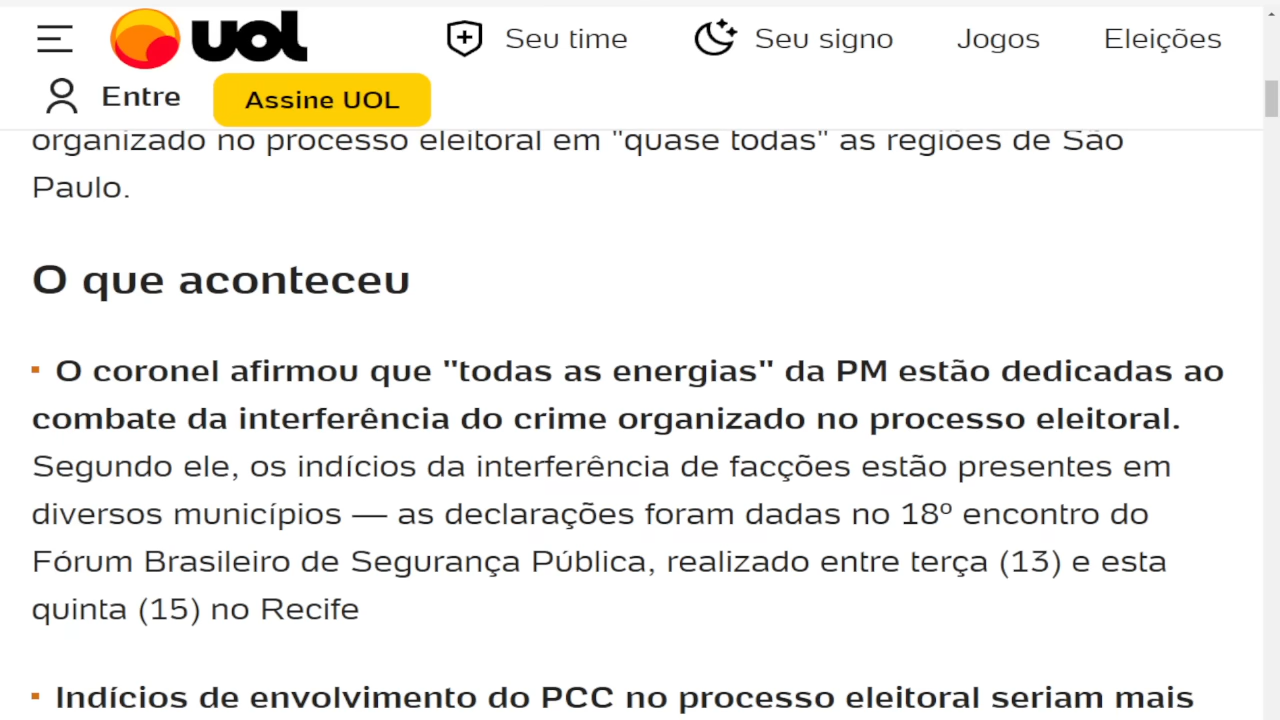 uol
Seu time
Seu signo
Jogos
Eleições
Entre
Assine UOL
organizado no processo eleitoral em "quase todas" as regiões de São
Paulo.
O que aconteceu
O coronel afirmou que "todas as energias" da PM estão dedicadas ao
combate da interferência do crime organizado no processo eleitoral.
Segundo ele, os indícios da interferência de facções estão presentes em
diversos municípios — as declarações foram dadas no 18º encontro do
Fórum Brasileiro de Segurança Pública, realizado entre terça (13) e esta
quinta (15) no Recife
Indícios de envolvimento do PCC no processo eleitoral seriam mais